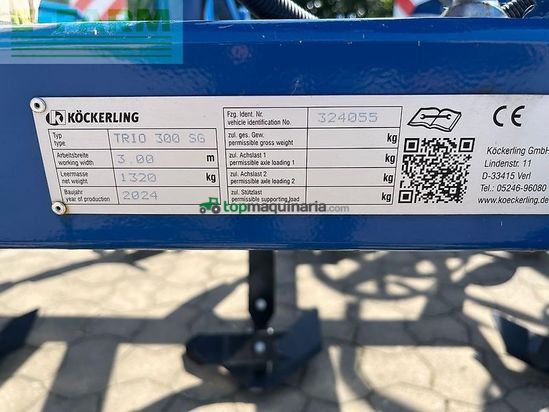 KÖCKERLING
Typ
type
TRIO 300 SG
Arbeitsbreite
working width
3.00 m
Leermasse
net weight
1320 kg
Baujahr
year of production
2024
Fzg. Ident. Nr.
vehicle identification No.
324055
zul. ges. Gew.
permissible gross weight
kg
zul. Achslast 1
permissible axle loading 1
kg
zul. Achslast 2
permissible axle loading 2
kg
zul. Stützlast
permissible supporting load
kg
CE
Köckerling GmbH
Lindenstr. 11
D-33415 Verl
Tel.: 05246-96080
www.koeckerling.de
topmaquinaria.com